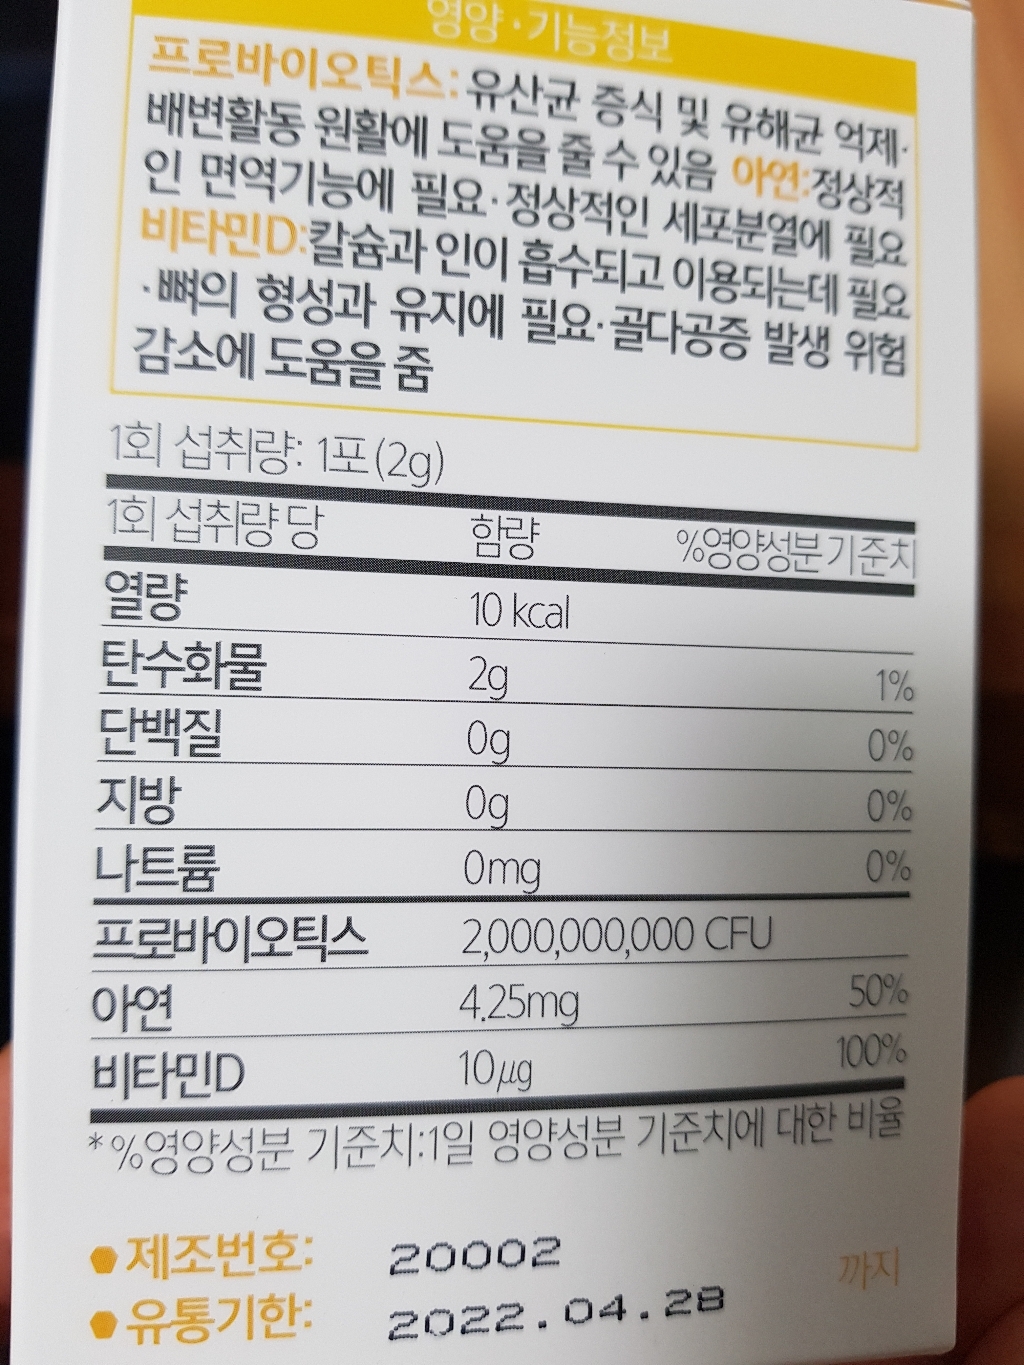 영양·기능정보
프로바이오틱스: 유산균 증식 및 유해균 억제·
배변활동 원활에 도움을 줄 수 있음 아연:정상적
인 면역기능에 필요·정상적인 세포분열에 필요
비타민D:칼슘과 인이 흡수되고 이용되는데 필요
·뼈의 형성과 유지에 필요·골다공증 발생 위험
감소에 도움을 줌
1회 섭취량: 1포(2g)
1회 섭취량 당 함량 %영양성분기준치
열량 10 kcal
탄수화물 2g 1%
단백질 0g 0%
지방 0g 0%
나트륨 0mg 0%
프로바이오틱스 2,000,000,000 CFU
아연 4.25mg 50%
비타민D 10μg 100%
*%영양성분 기준치:1일 영양성분 기준치에 대한 비율
●제조번호: 20002
●유통기한: 2022.04.28 까지